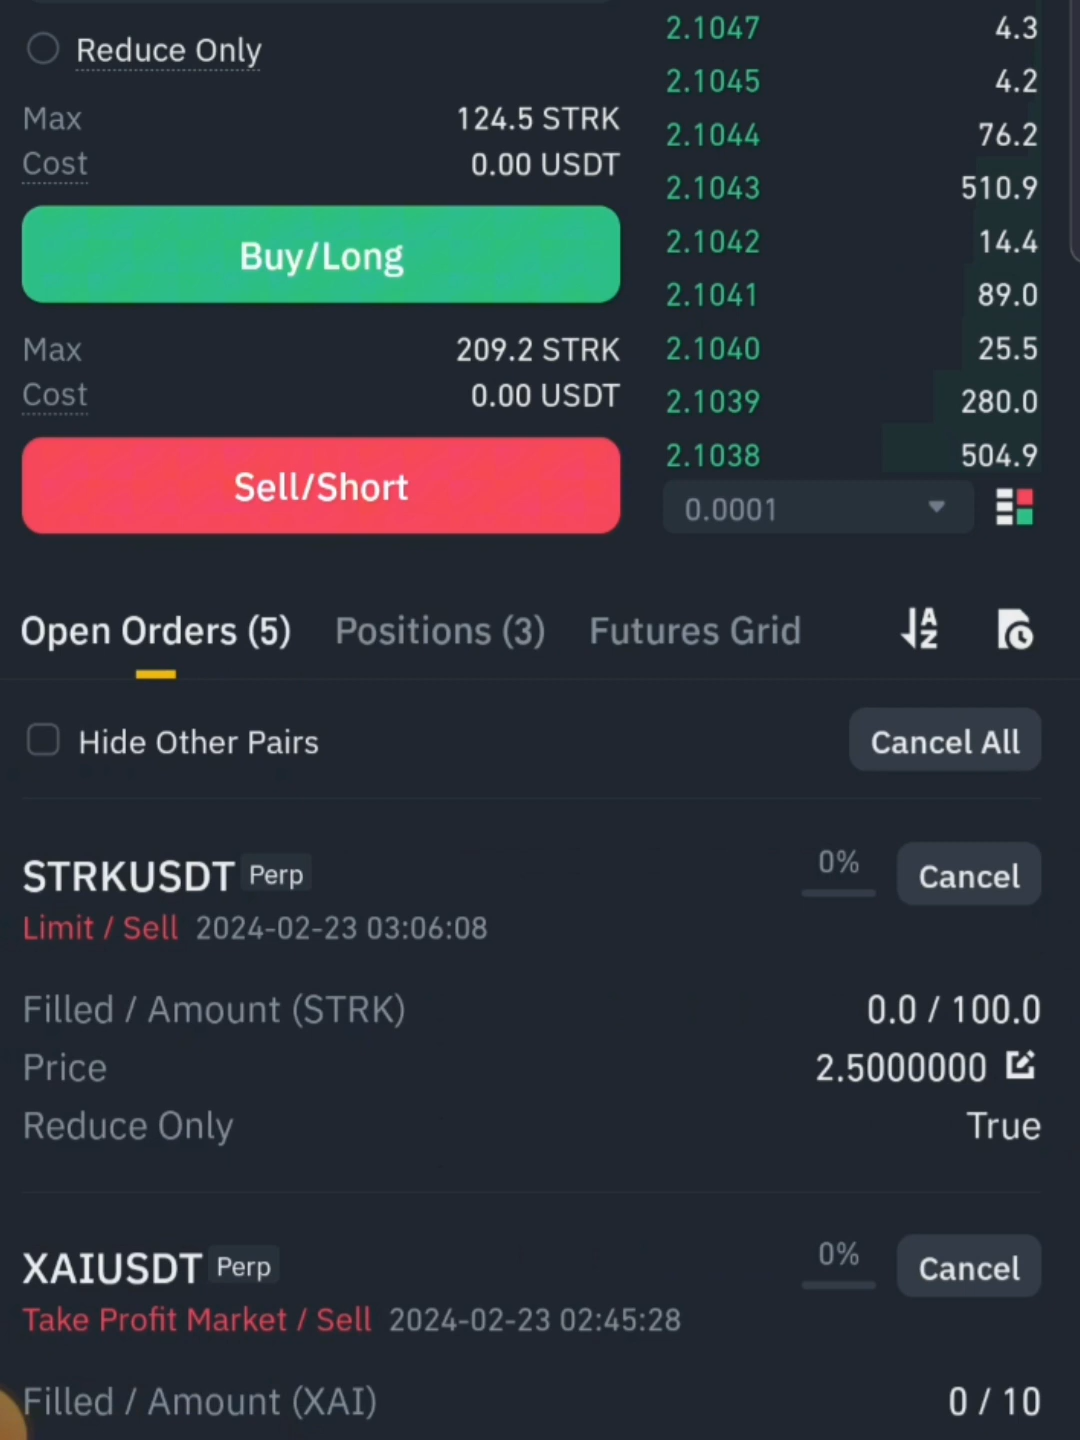 Reduce Only
Max 124.5 STRK
Cost 0.00 USDT
Buy/Long
Max 209.2 STRK
Cost 0.00 USDT
Sell/Short
2.1047 4.3
2.1045 4.2
2.1044 76.2
2.1043 510.9
2.1042 14.4
2.1041 89.0
2.1040 25.5
2.1039 280.0
2.1038 504.9
0.0001
Open Orders (5) Positions (3) Futures Grid
Hide Other Pairs Cancel All
STRKUSDT Perp 0% Cancel
Limit / Sell 2024-02-23 03:06:08
Filled / Amount (STRK) 0.0 / 100.0
Price 2.5000000
Reduce Only True
XAIUSDT Perp 0% Cancel
Take Profit Market / Sell 2024-02-23 02:45:28
Filled / Amount (XAI) 0 / 10